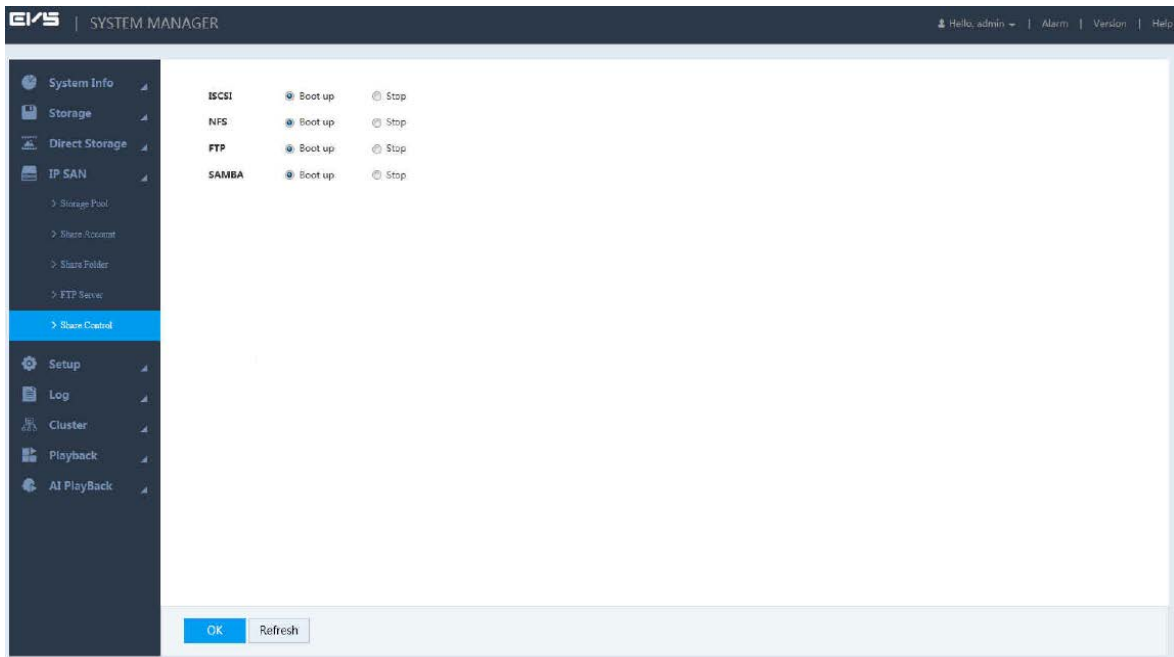 EVS | SYSTEM MANAGER
Hello, admin | Alarm | Version | Help
System Info
Storage
Direct Storage
IP SAN
> Storage Pool
> Share Account
> Share Folder
> FTP Server
> Share Control
Setup
Log
Cluster
Playback
AI PlayBack
ISCSI Boot up Stop
NFS Boot up Stop
FTP Boot up Stop
SAMBA Boot up Stop
OK Refresh